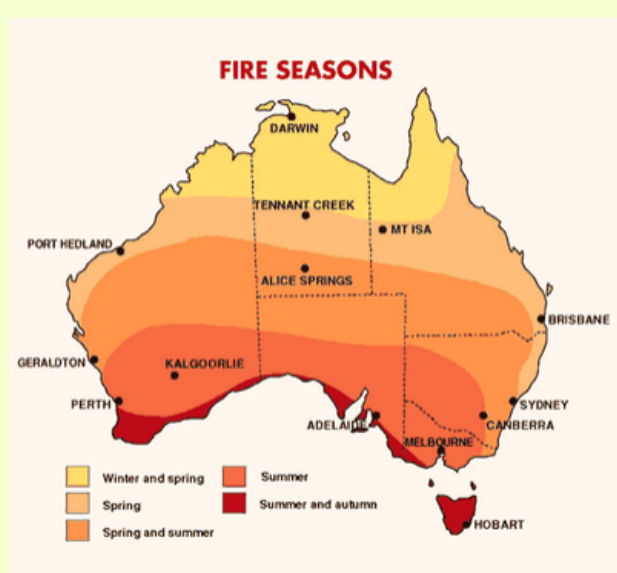 FIRE SEASONS
DARWIN
TENNANT CREEK
MT ISA
PORT HEDLAND
ALICE SPRINGS
BRISBANE
GERALDTON
KALGOORLIE
PERTH
SYDNEY
ADELAIDE
CANBERRA
MELBOURNE
Winter and spring
Summer
Spring
Summer and autumn
Spring and summer
HOBART